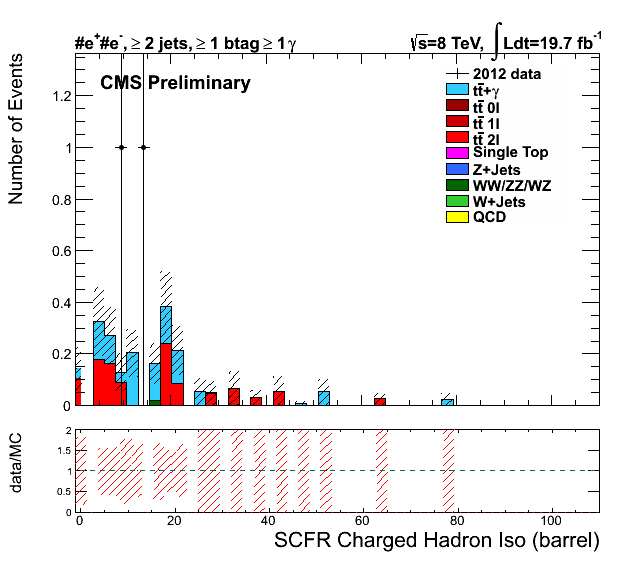 #e⁺#e⁻, ≥ 2 jets, ≥ 1 btag ≥ 1 γ
√s=8 TeV, ∫ Ldt=19.7 fb⁻¹
CMS Preliminary
2012 data
tt̄+γ
tt̄ 0l
tt̄ 1l
tt̄ 2l
Single Top
Z+Jets
WW/ZZ/WZ
W+Jets
QCD
Number of Events
1.2
1
0.8
0.6
0.4
0.2
0
data/MC
2
1.5
1
0.5
0
0 20 40 60 80 100
SCFR Charged Hadron Iso (barrel)